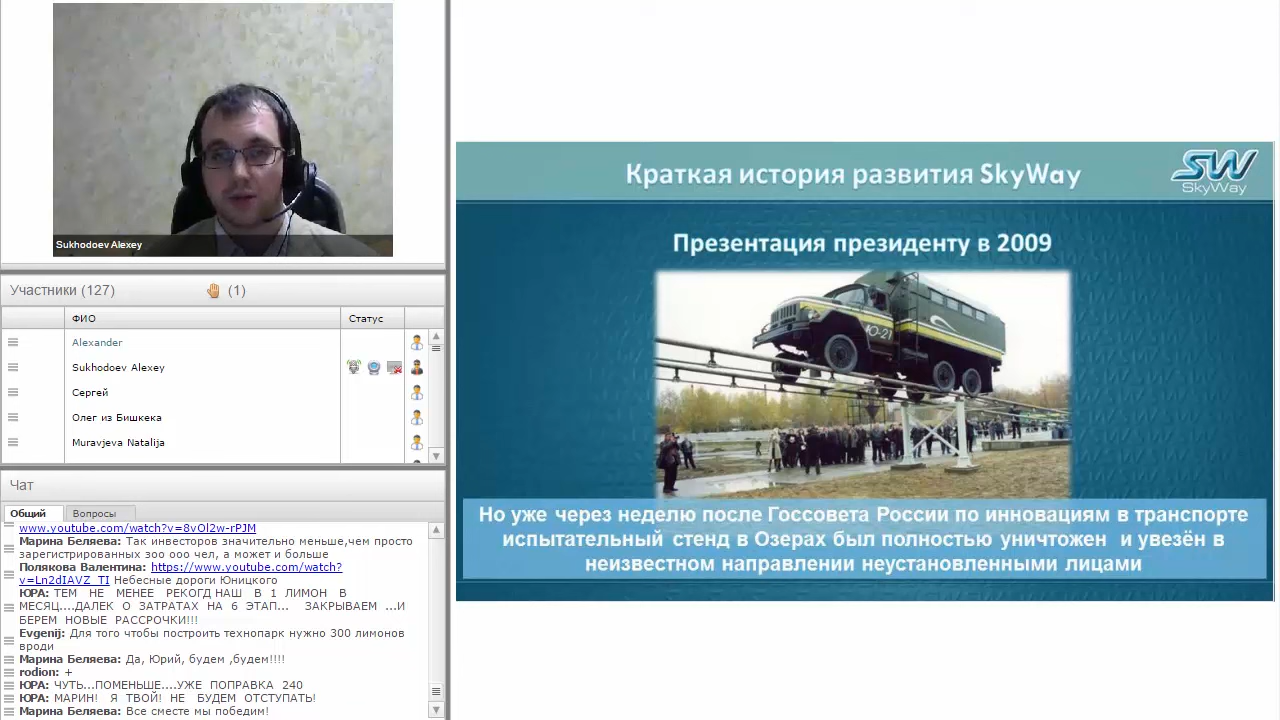 Sukhodoev Alexey
Участники (127)
(1)
ФИО
Статус
Alexander
Sukhodoev Alexey
Сергей
Олег из Бишкека
Muravjeva Natalija
Чат
Общий
Вопросы
www.youtube.com/watch?v=8vOl2w-rPJM
Марина Беляева: Так инвесторов значительно меньше,чем просто
зарегистрированных зоо ооо чел, а может и больше
Полякова Валентина: https://www.youtube.com/watch?
v=Ln2dIAVZ_TI Небесные дороги Юницкого
ЮРА: ТЕМ НЕ МЕНЕЕ РЕКОГД НАШ В 1 ЛИМОН В
МЕСЯЦ....ДАЛЕК О ЗАТРАТАХ НА 6 ЭТАП... ЗАКРЫВАЕМ ...И
БЕРЕМ НОВЫЕ РАССРОЧКИ!!!
Evgenij: Для того чтобы построить технопарк нужно 300 лимонов
вроди
Марина Беляева: Да, Юрий, будем ,будем!!!!
rodion: +
ЮРА: ЧУТЬ...ПОМЕНЬШЕ....УЖЕ ПОПРАВКА 240
ЮРА: МАРИН! Я ТВОЙ! НЕ БУДЕМ ОТСТУПАТЬ!
Марина Беляева: Все сместе мы победим!
Краткая история развития SkyWay
SW
SkyWay
Презентация президенту в 2009
Ю-21
Но уже через неделю после Госсовета России по инновациям в транспорте
испытательный стенд в Озерах был полностью уничтожен и увезён в
неизвестном направлении неустановленными лицами